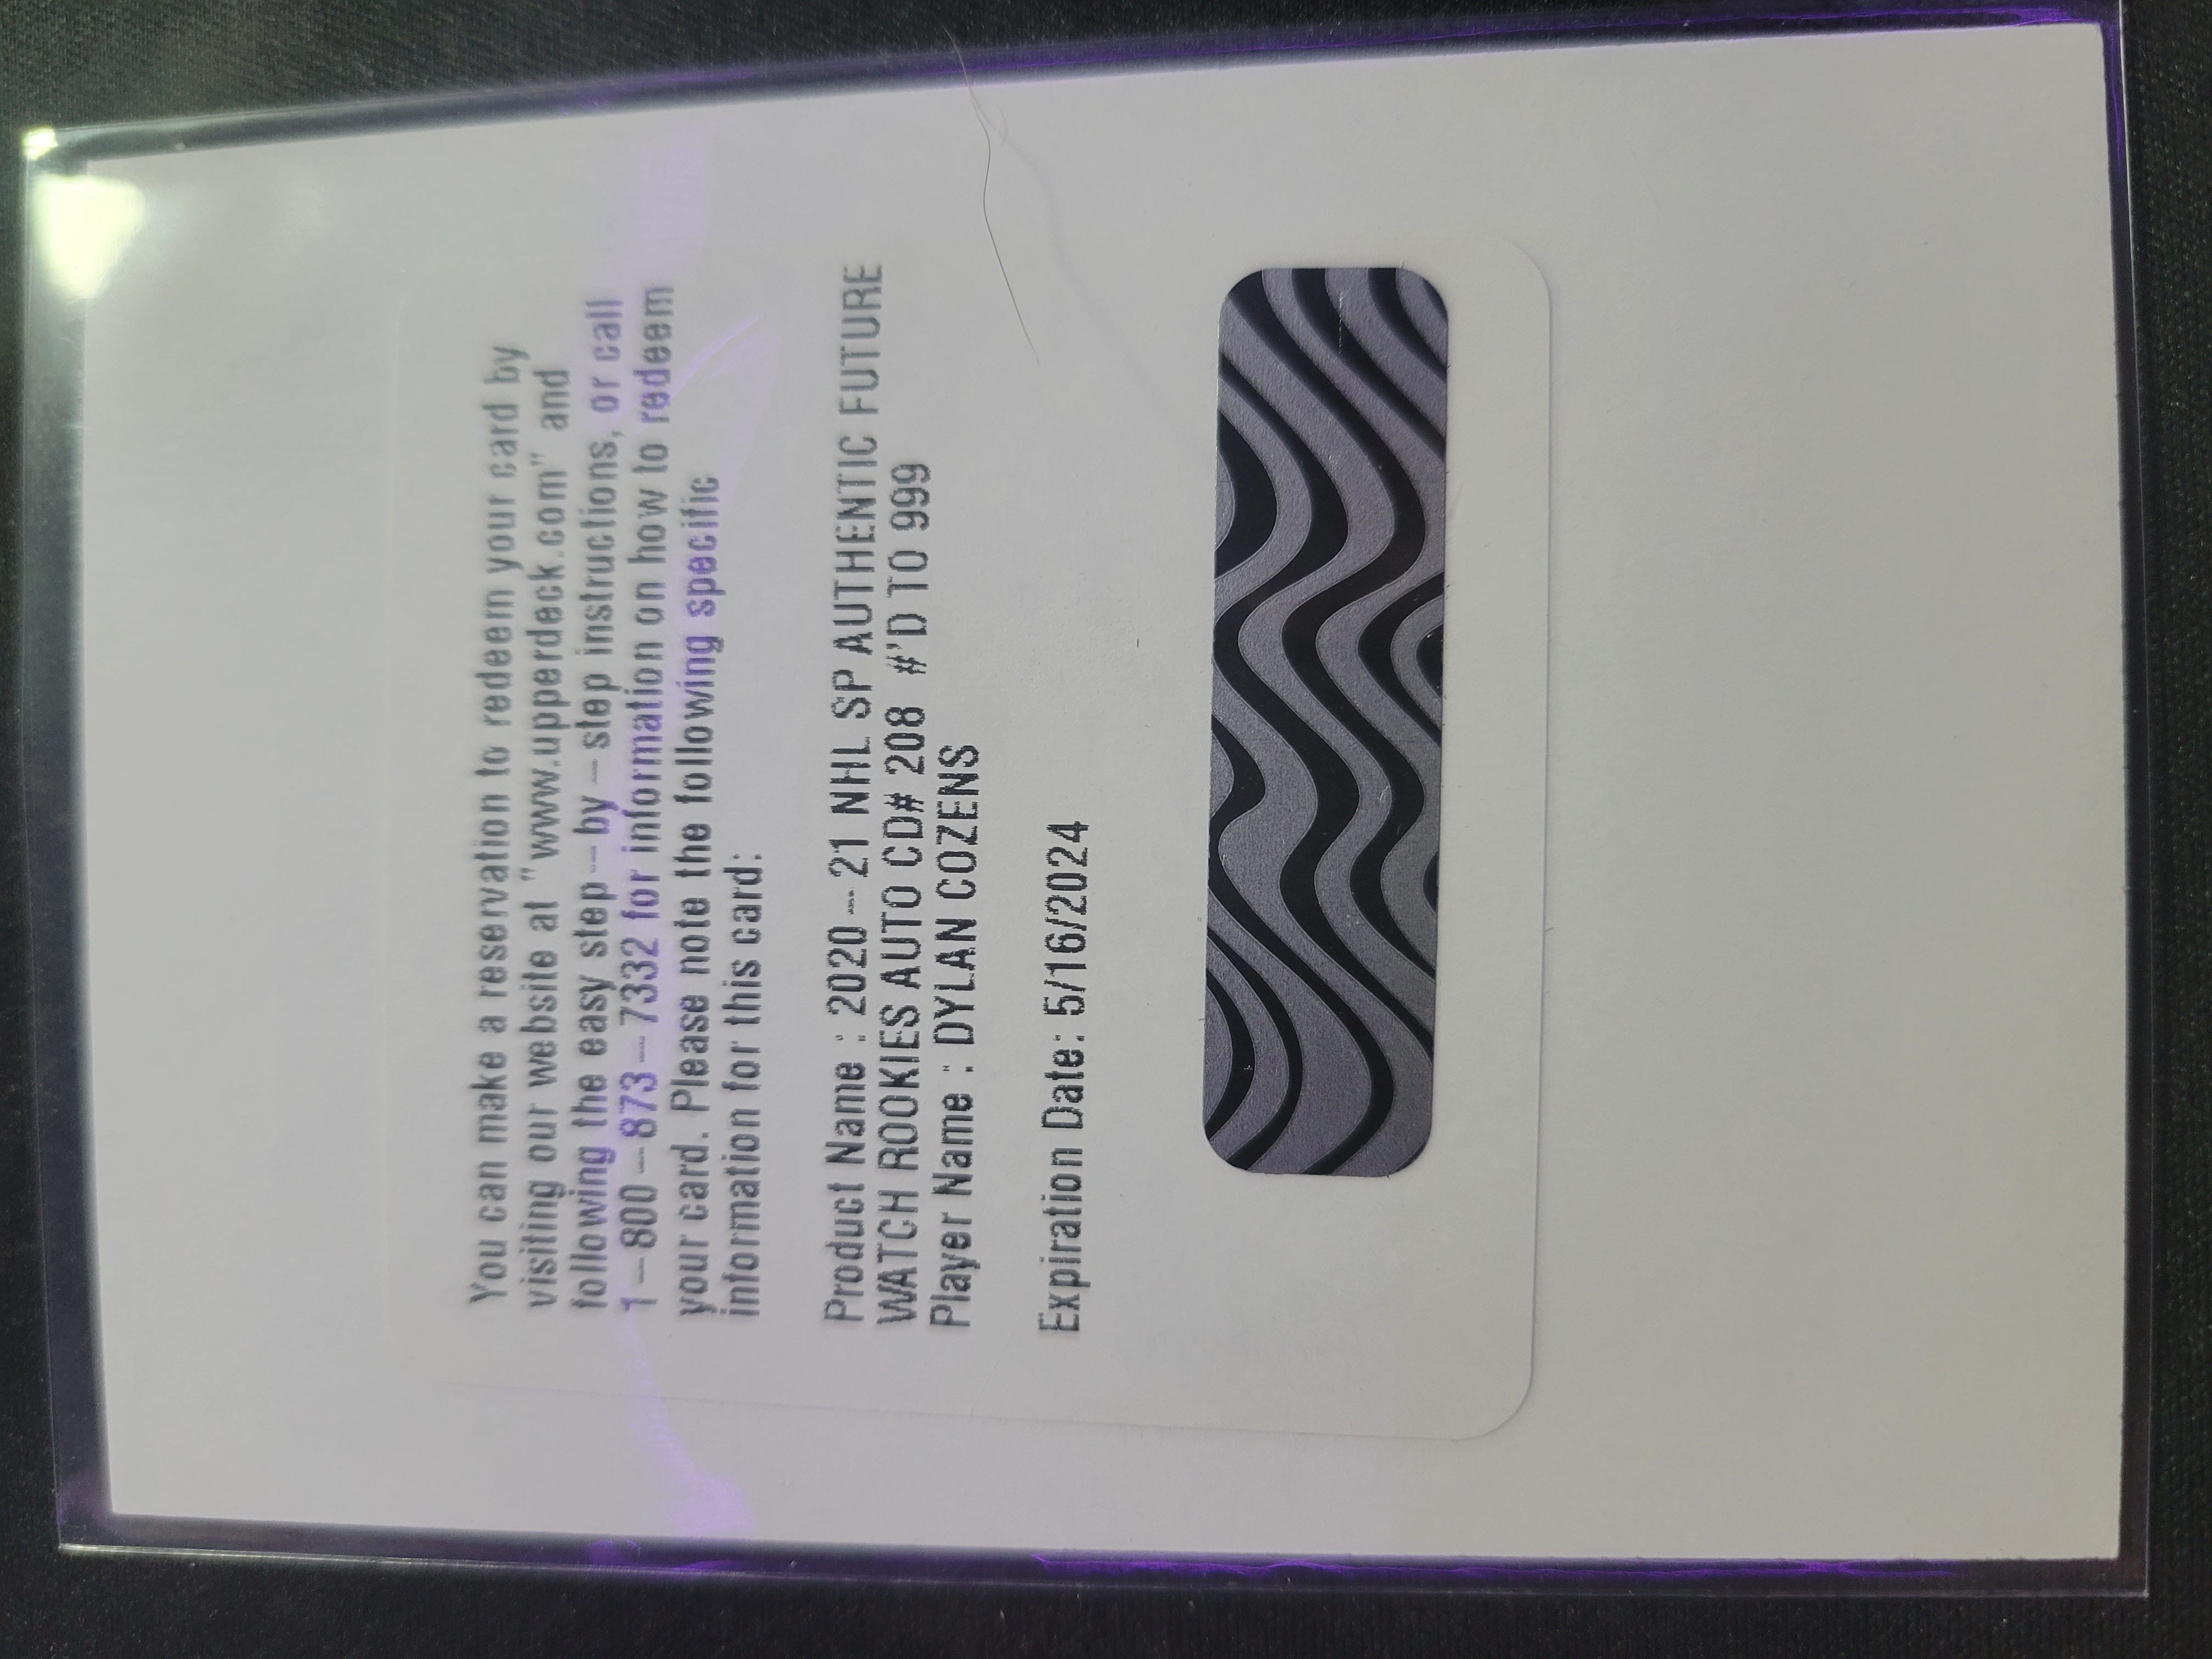 You can make a reservation to redeem your card by
visiting our website at "www.upperdeck.com" and
following the easy step-by-step instructions, or call
1-800-873-7332 for information on how to redeem
your card. Please note the following specific
information for this card:
Product Name : 2020-21 NHL SP AUTHENTIC FUTURE
WATCH ROOKIES AUTO CD# 208 #'D TO 999
Player Name : DYLAN COZENS
Expiration Date: 5/16/2024